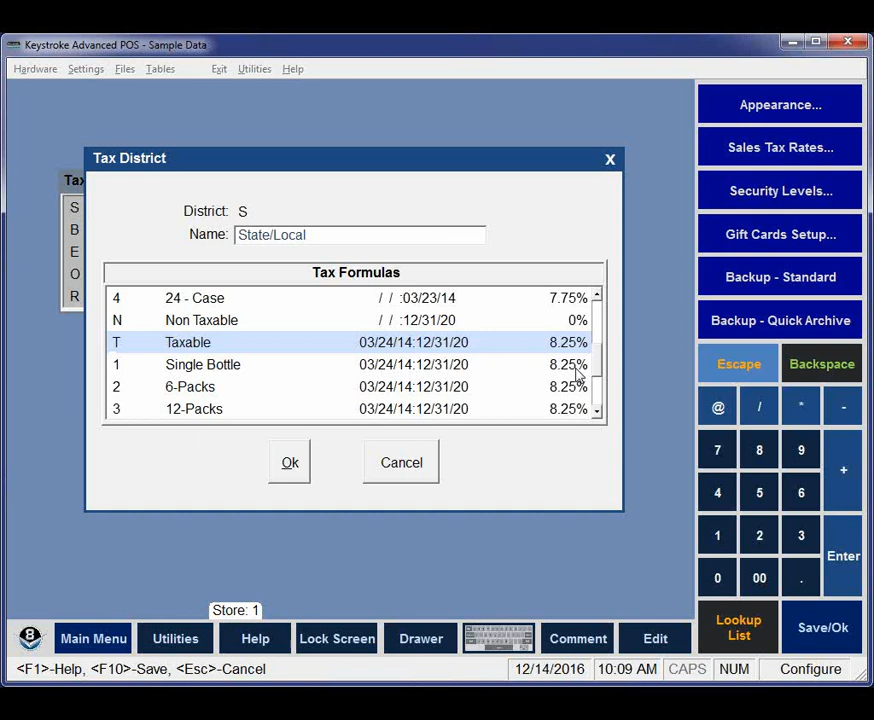 Keystroke Advanced POS - Sample Data
Hardware Settings Files Tables Exit Utilities Help
Appearance...
Sales Tax Rates...
Security Levels...
Gift Cards Setup...
Backup - Standard
Backup - Quick Archive
Escape Backspace
@ / * -
7 8 9
+
4 5 6
1 2 3
Enter
0 00 .
Lookup
List
Save/Ok
Tax
S
B
E
O
R
Tax District X
District: S
Name: State/Local
Tax Formulas
4 24 - Case / / :03/23/14 7.75%
N Non Taxable / / :12/31/20 0%
T Taxable 03/24/14:12/31/20 8.25%
1 Single Bottle 03/24/14:12/31/20 8.25%
2 6-Packs 03/24/14:12/31/20 8.25%
3 12-Packs 03/24/14:12/31/20 8.25%
Ok Cancel
Store: 1
8 Main Menu Utilities Help Lock Screen Drawer Comment Edit
<F1>-Help, <F10>-Save, <Esc>-Cancel 12/14/2016 10:09 AM CAPS NUM Configure